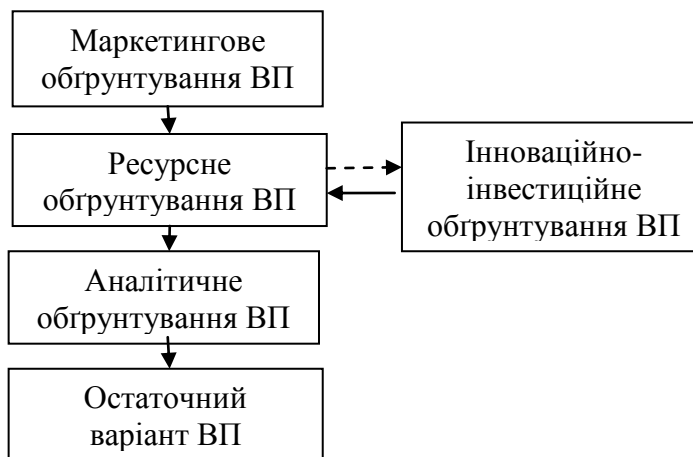 Маркетингове
обґрунтування ВП
Ресурсне
обґрунтування ВП
Інноваційно-
інвестиційне
обґрунтування ВП
Аналітичне
обґрунтування ВП
Остаточний
варіант ВП